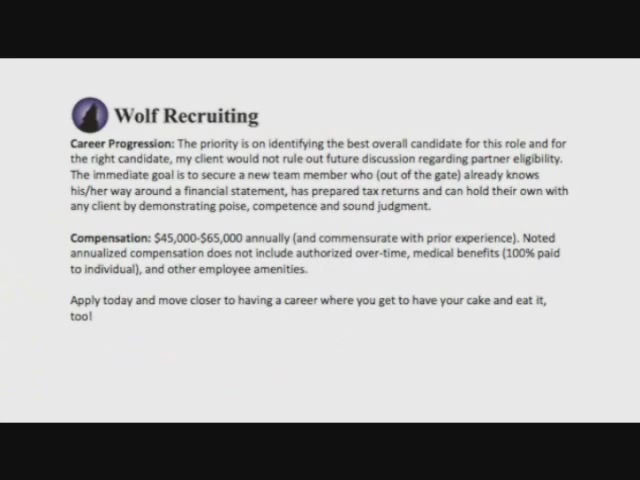 Wolf Recruiting
Career Progression: The priority is on identifying the best overall candidate for this role and for
the right candidate, my client would not rule out future discussion regarding partner eligibility.
The immediate goal is to secure a new team member who (out of the gate) already knows
his/her way around a financial statement, has prepared tax returns and can hold their own with
any client by demonstrating poise, competence and sound judgment.
Compensation: $45,000-$65,000 annually (and commensurate with prior experience). Noted
annualized compensation does not include authorized over-time, medical benefits (100% paid
to individual), and other employee amenities.
Apply today and move closer to having a career where you get to have your cake and eat it,
too!